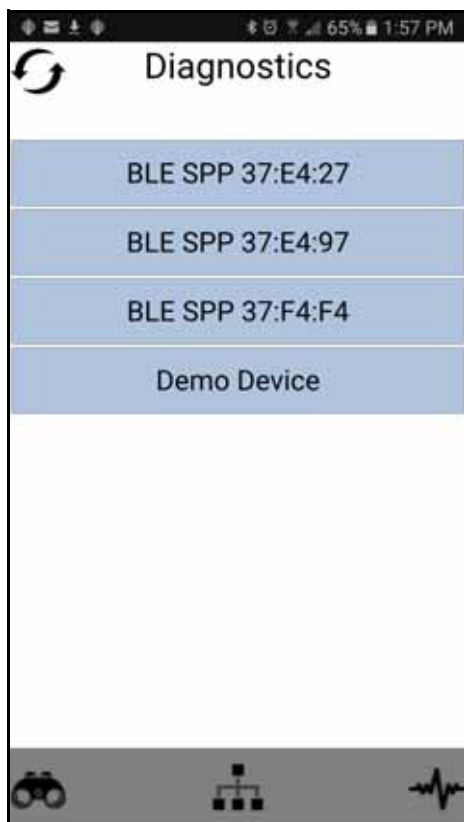 65% 1:57 PM
Diagnostics
BLE SPP 37:E4:27
BLE SPP 37:E4:97
BLE SPP 37:F4:F4
Demo Device